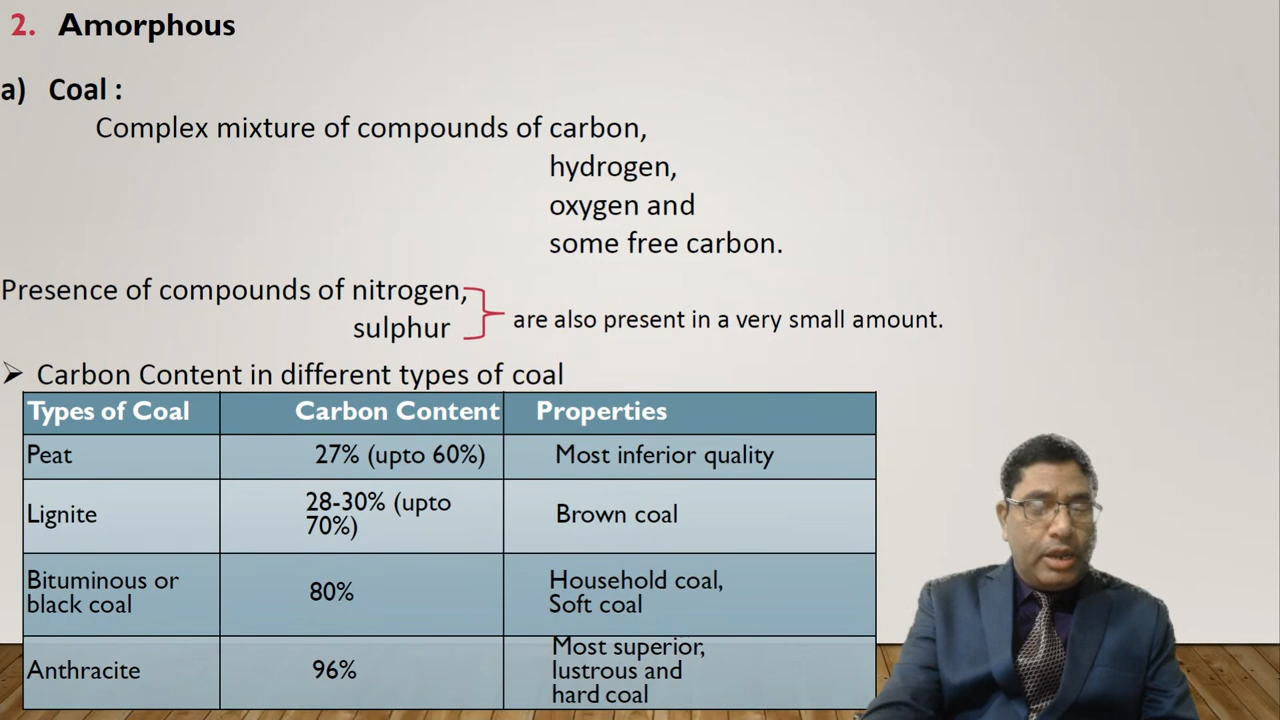 2. Amorphous
a) Coal :
Complex mixture of compounds of carbon,
hydrogen,
oxygen and
some free carbon.
Presence of compounds of nitrogen,
sulphur
are also present in a very small amount.
➢ Carbon Content in different types of coal
Types of Coal Carbon Content Properties
Peat 27% (upto 60%) Most inferior quality
Lignite 28-30% (upto
70%) Brown coal
Bituminous or
black coal 80% Household coal,
Soft coal
Anthracite 96% Most superior,
lustrous and
hard coal